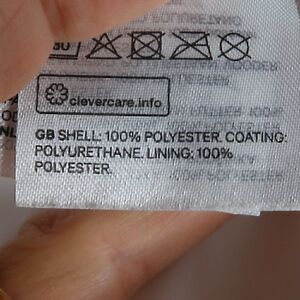 30
clevercare.info
GB SHELL: 100% POLYESTER. COATING:
POLYURETHANE. LINING: 100%
POLYESTER.